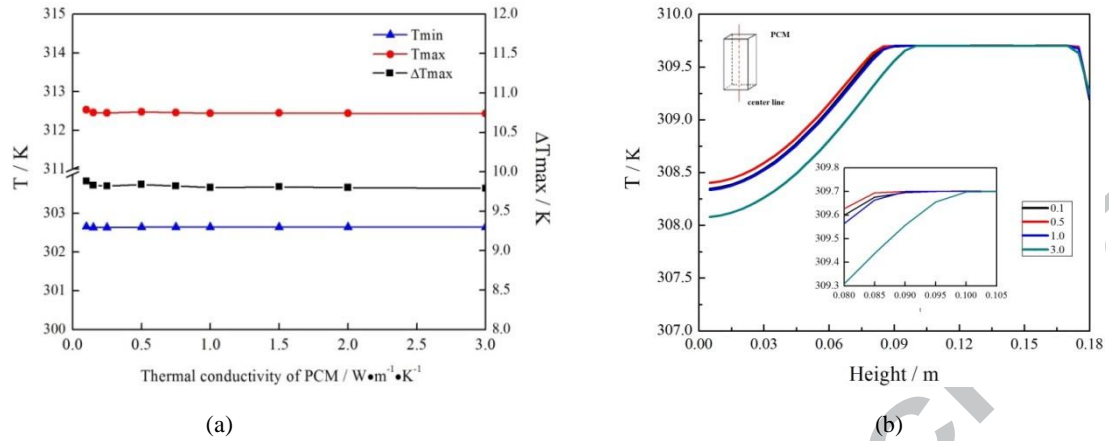 315
314
313
312
311
303
302
301
300
T / K
Tmin
Tmax
ΔTmax
12.0
11.5
11.0
10.5
10.0
9.5
9.0
8.5
8.0
ΔTmax / K
0.0 0.5 1.0 1.5 2.0 2.5 3.0
Thermal conductivity of PCM / W•m⁻¹•K⁻¹
(a)
310.0
309.5
309.0
308.5
308.0
307.5
307.0
T / K
PCM
center line
309.8
309.7
309.6
309.5
309.4
309.3
0.080 0.085 0.090 0.095 0.100 0.105
0.1
0.5
1.0
3.0
0.00 0.03 0.06 0.09 0.12 0.15 0.18
Height / m
(b)